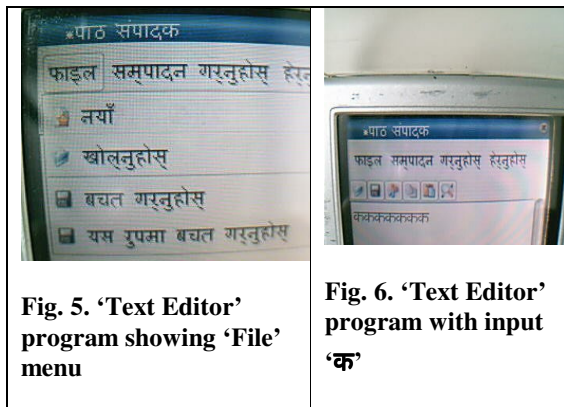 *पाठ संपादक
फाइल सम्पादन गर्नुहोस् हेर्न
नयाँ
खोल्नुहोस्
बचत गर्नुहोस्
यस रुपमा बचत गर्नुहोस्
Fig. 5. ‘Text Editor’
program showing ‘File’
menu
*पाठ संपादक
फाइल सम्पादन गर्नुहोस् हेर्नुहोस्
कककककककक
Fig. 6. ‘Text Editor’
program with input
‘क’